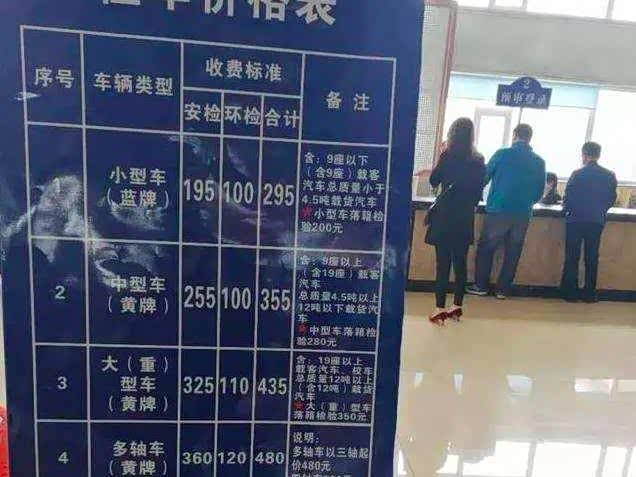 价格表
序号 车辆类型 收费标准 备注
安检 环检 合计
1 小型车
(蓝牌) 195 100 295
含:9座以下
(含9座)载客
汽车总质量小于
4.5吨载货汽车
★小型车落籍检
验200元
2 中型车
(黄牌) 255 100 355
含:9座以上
(含19座)载客
汽车
总质量4.5吨以上
12吨以下载货汽
车
★中型车落籍检
验280元
3 大(重)
型车
(黄牌) 325 110 435
含:19座以上
载客汽车、校车
总质量12吨以上
(含12吨)载货
汽车
★大(重)型车
落籍检验350元
4 多轴车
(黄牌) 360 120 480
说明:
多轴车以三轴起
价480元
2
预审登录